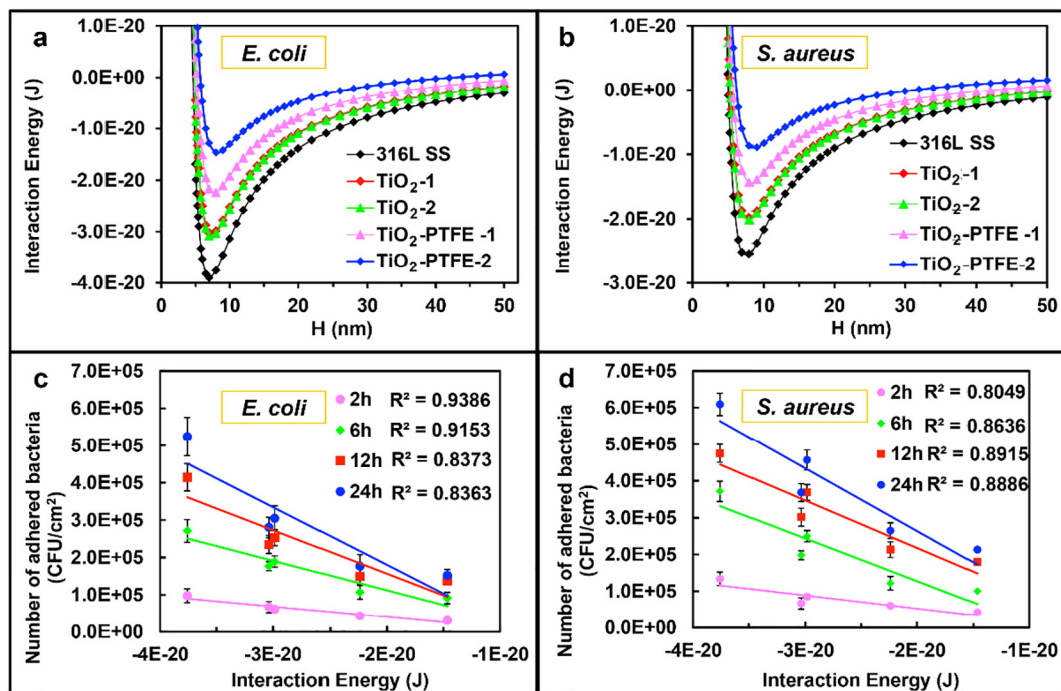 a
E. coli
Interaction Energy (J)
1.0E-20
0.0E+00
-1.0E-20
-2.0E-20
-3.0E-20
-4.0E-20
316L SS
TiO₂-1
TiO₂-2
TiO₂-PTFE -1
TiO₂-PTFE-2
0 10 20 30 40 50
H (nm)
b
S. aureus
Interaction Energy (J)
1.0E-20
0.0E+00
-1.0E-20
-2.0E-20
-3.0E-20
316L SS
TiO₂-1
TiO₂-2
TiO₂-PTFE -1
TiO₂-PTFE-2
0 10 20 30 40 50
H (nm)
c
E. coli
Number of adhered bacteria
(CFU/cm²)
7.0E+05
6.0E+05
5.0E+05
4.0E+05
3.0E+05
2.0E+05
1.0E+05
0.0E+00
2h R² = 0.9386
6h R² = 0.9153
12h R² = 0.8373
24h R² = 0.8363
-4E-20 -3E-20 -2E-20 -1E-20
Interaction Energy (J)
d
S. aureus
Number of adhered bacteria
(CFU/cm²)
7.0E+05
6.0E+05
5.0E+05
4.0E+05
3.0E+05
2.0E+05
1.0E+05
0.0E+00
2h R² = 0.8049
6h R² = 0.8636
12h R² = 0.8915
24h R² = 0.8886
-4E-20 -3E-20 -2E-20 -1E-20
Interaction Energy (J)